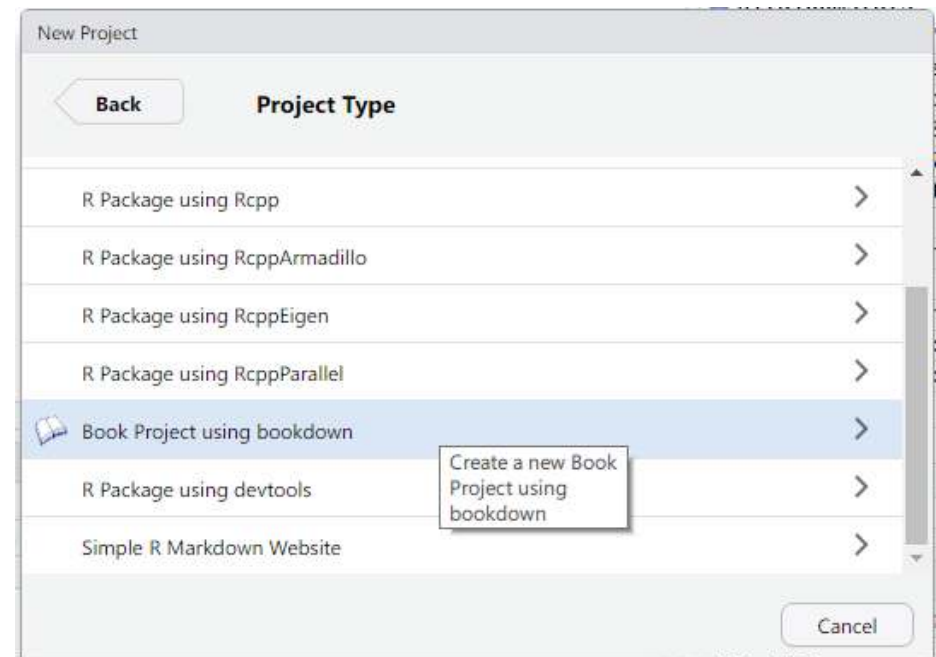 New Project
Back
Project Type
R Package using Rcpp
R Package using RcppArmadillo
R Package using RcppEigen
R Package using RcppParallel
Book Project using bookdown
Create a new Book
Project using
bookdown
R Package using devtools
Simple R Markdown Website
Cancel